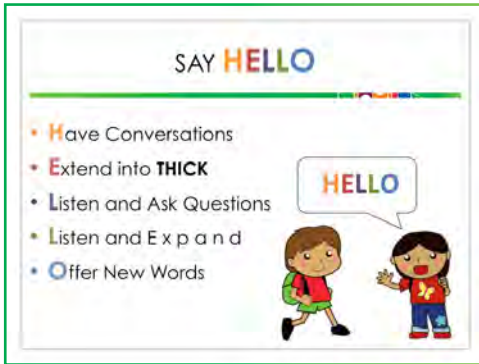 SAY HELLO
• Have Conversations
• Extend into THICK
• Listen and Ask Questions
• Listen and E x p a n d
• Offer New Words
HELLO